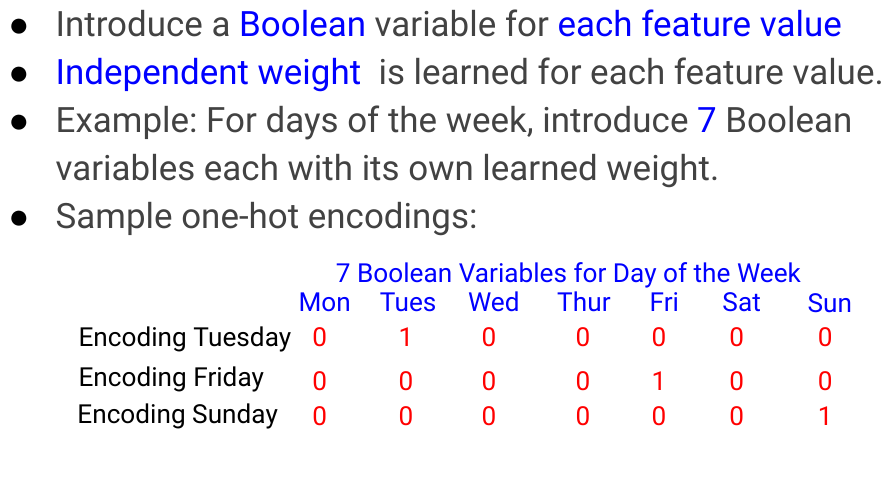 ● Introduce a Boolean variable for each feature value
● Independent weight is learned for each feature value.
● Example: For days of the week, introduce 7 Boolean
variables each with its own learned weight.
● Sample one-hot encodings:
7 Boolean Variables for Day of the Week
Mon Tues Wed Thur Fri Sat Sun
Encoding Tuesday 0 1 0 0 0 0 0
Encoding Friday 0 0 0 0 1 0 0
Encoding Sunday 0 0 0 0 0 0 1